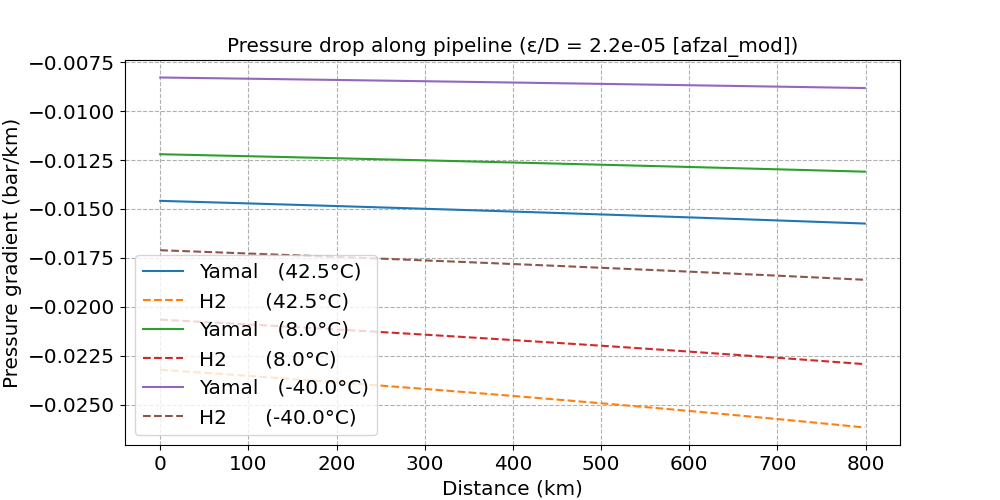 Pressure drop along pipeline (ε/D = 2.2e-05 [afzal_mod])
Pressure gradient (bar/km)
−0.0075
−0.0100
−0.0125
−0.0150
−0.0175
−0.0200
−0.0225
−0.0250
Yamal (42.5°C)
H2 (42.5°C)
Yamal (8.0°C)
H2 (8.0°C)
Yamal (-40.0°C)
H2 (-40.0°C)
0 100 200 300 400 500 600 700 800
Distance (km)